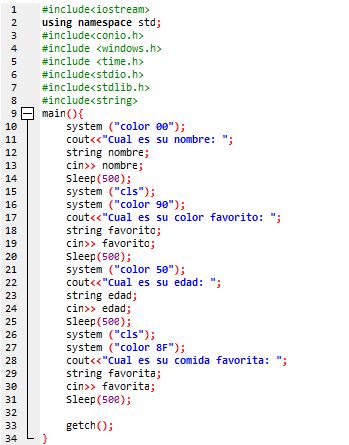 1 #include<iostream>
2 using namespace std;
3 #include<conio.h>
4 #include <windows.h>
5 #include <time.h>
6 #include<stdio.h>
7 #include<stdlib.h>
8 #include<string>
9 main(){
10 system ("color 00");
11 cout<<"Cual es su nombre: ";
12 string nombre;
13 cin>> nombre;
14 Sleep(500);
15 system ("cls");
16 system ("color 90");
17 cout<<"Cual es su color favorito: ";
18 string favorito;
19 cin>> favorito;
20 Sleep(500);
21 system ("color 50");
22 cout<<"Cual es su edad: ";
23 string edad;
24 cin>> edad;
25 Sleep(500);
26 system ("cls");
27 system ("color 8F");
28 cout<<"Cual es su comida favorita: ";
29 string favorita;
30 cin>> favorita;
31 Sleep(500);
32
33 getch();
34 }